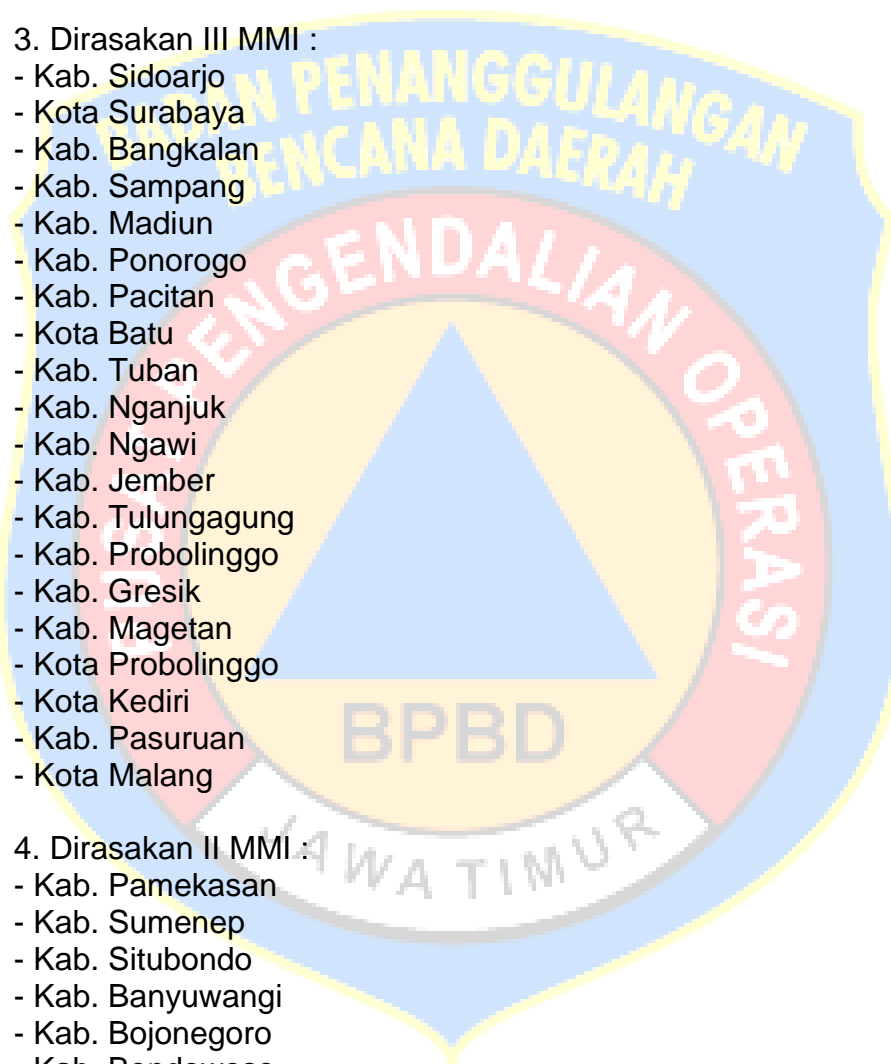 3. Dirasakan III MMI :
- Kab. Sidoarjo
- Kota Surabaya
- Kab. Bangkalan
- Kab. Sampang
- Kab. Madiun
- Kab. Ponorogo
- Kab. Pacitan
- Kota Batu
- Kab. Tuban
- Kab. Nganjuk
- Kab. Ngawi
- Kab. Jember
- Kab. Tulungagung
- Kab. Probolinggo
- Kab. Gresik
- Kab. Magetan
- Kota Probolinggo
- Kota Kediri
- Kab. Pasuruan
- Kota Malang
4. Dirasakan II MMI :
- Kab. Pamekasan
- Kab. Sumenep
- Kab. Situbondo
- Kab. Banyuwangi
- Kab. Bojonegoro
- Kab. Bondowoso
BADAN PENANGGULANGAN
BENCANA DAERAH
PUSAT PENGENDALIAN OPERASI
BPBD
JAWA TIMUR